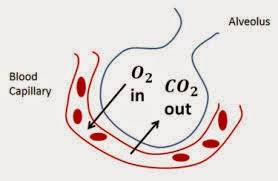 Alveolus
Blood
Capillary
O₂
in
CO₂
out